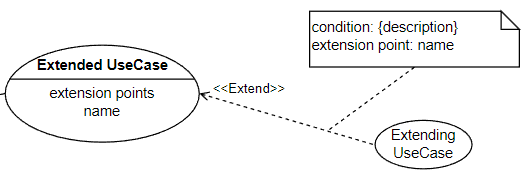 condition: {description}
extension point: name
Extended UseCase
extension points
name
<<Extend>>
Extending
UseCase